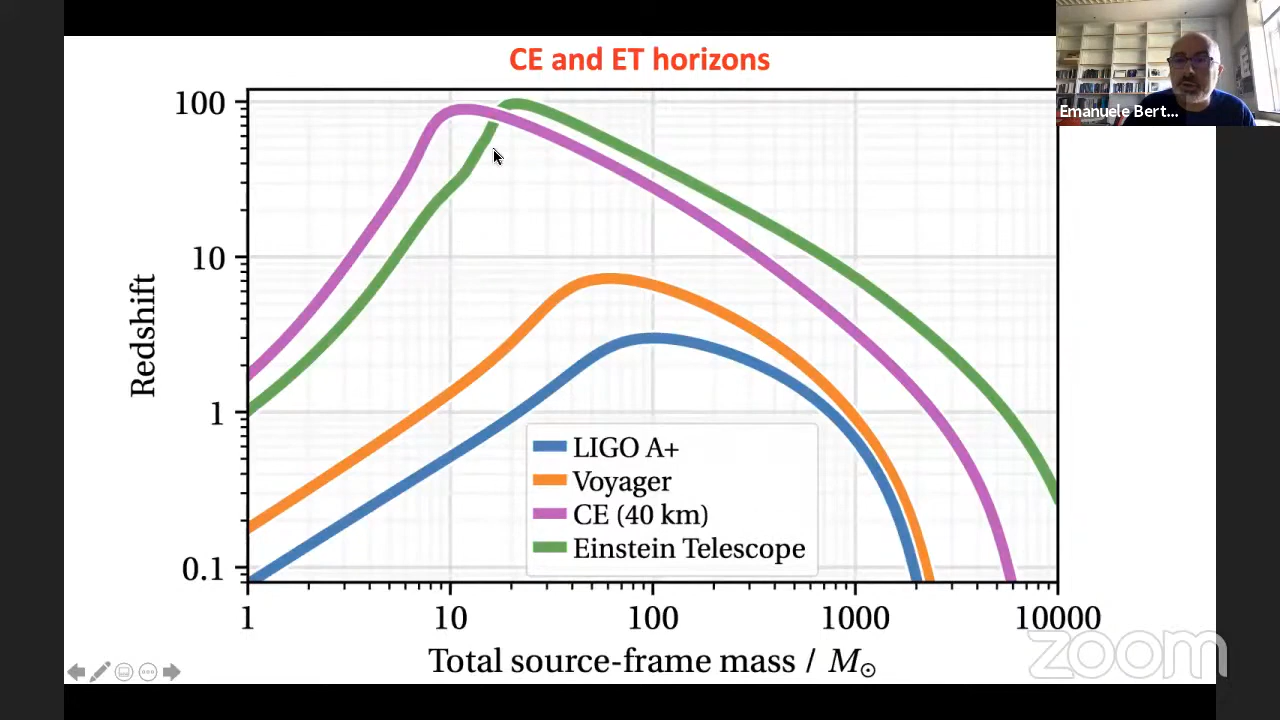 CE and ET horizons
Emanuele Bert...
100
10
1
0.1
Redshift
LIGO A+
Voyager
CE (40 km)
Einstein Telescope
1
10
100
1000
10000
Total source-frame mass / M⊙
zoom